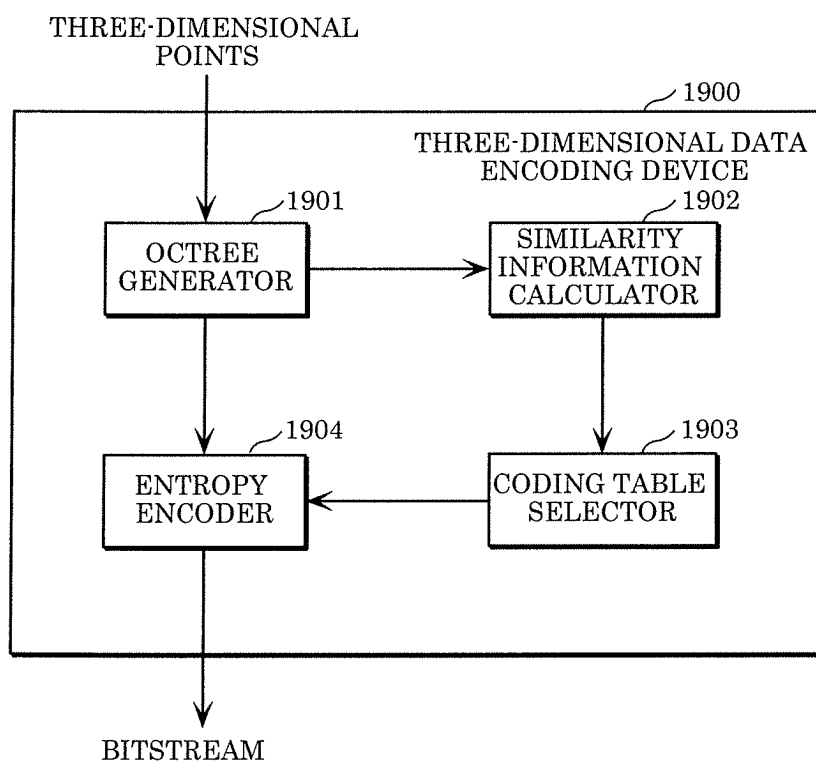 THREE-DIMENSIONAL
POINTS
1900
THREE-DIMENSIONAL DATA
ENCODING DEVICE
1901
1902
OCTREE
GENERATOR
SIMILARITY
INFORMATION
CALCULATOR
1904
1903
ENTROPY
ENCODER
CODING TABLE
SELECTOR
BITSTREAM